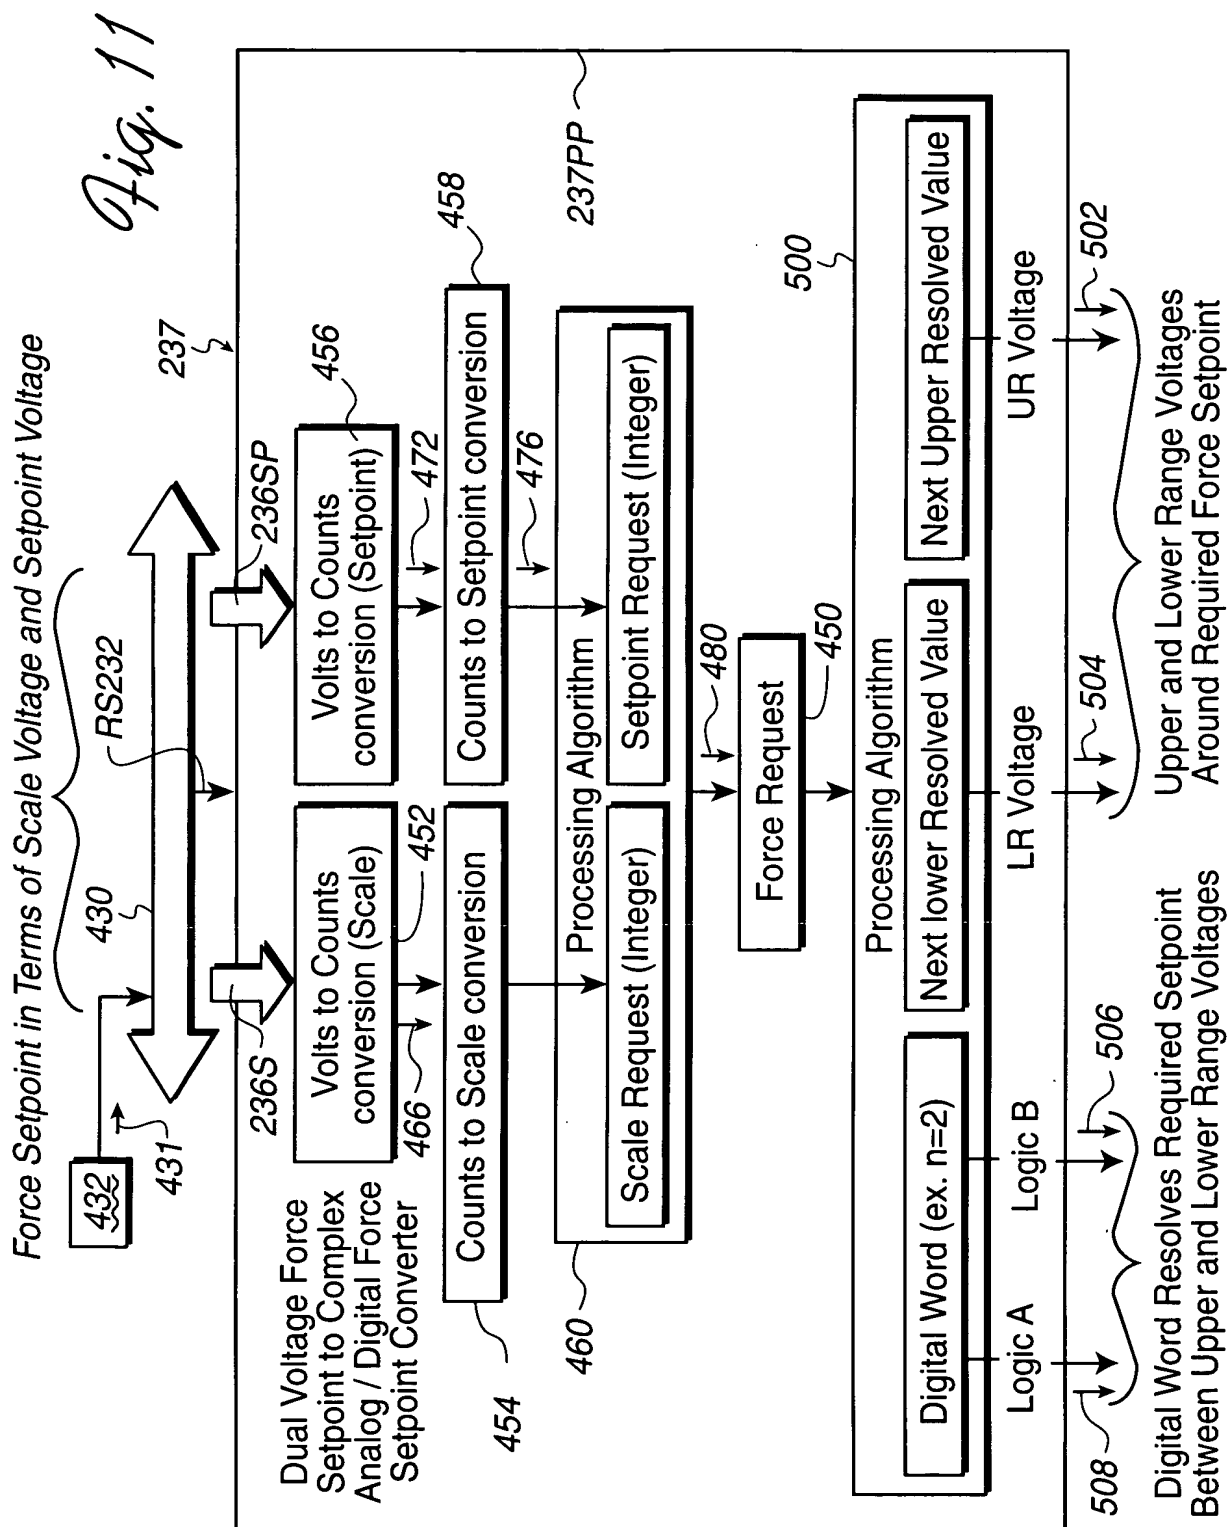 Fig. 11
Force Setpoint in Terms of Scale Voltage and Setpoint Voltage
432
431
430
RS232
237
236S
236SP
Dual Voltage Force
Setpoint to Complex
Analog / Digital Force
Setpoint Converter
Volts to Counts
conversion (Scale)
452
Volts to Counts
conversion (Setpoint)
456
466
472
Counts to Scale conversion
454
Counts to Setpoint conversion
458
476
460
Processing Algorithm
Scale Request (Integer)
Setpoint Request (Integer)
237PP
480
Force Request
450
500
Processing Algorithm
Digital Word (ex. n=2)
Next lower Resolved Value
Next Upper Resolved Value
Logic A
Logic B
LR Voltage
UR Voltage
508
506
504
502
Digital Word Resolves Required Setpoint
Between Upper and Lower Range Voltages
Upper and Lower Range Voltages
Around Required Force Setpoint